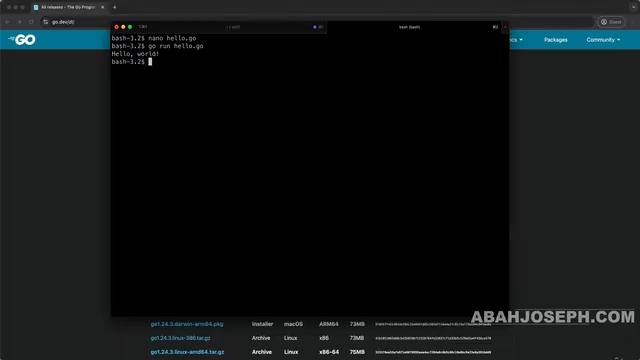 All releases - The Go Program
go.dev/dl/
Guest
GO
Packages
Community
bash (bash)
bash-3.2$ nano hello.go
bash-3.2$ go run hello.go
Hello, world!
bash-3.2$
go1.24.3.darwin-arm64.pkg Installer macOS ARM64 73MB
go1.24.3.linux-386.tar.gz Archive Linux x86 73MB
go1.24.3.linux-amd64.tar.gz Archive Linux x86-64 75MB
ABAHJOSEPH.COM